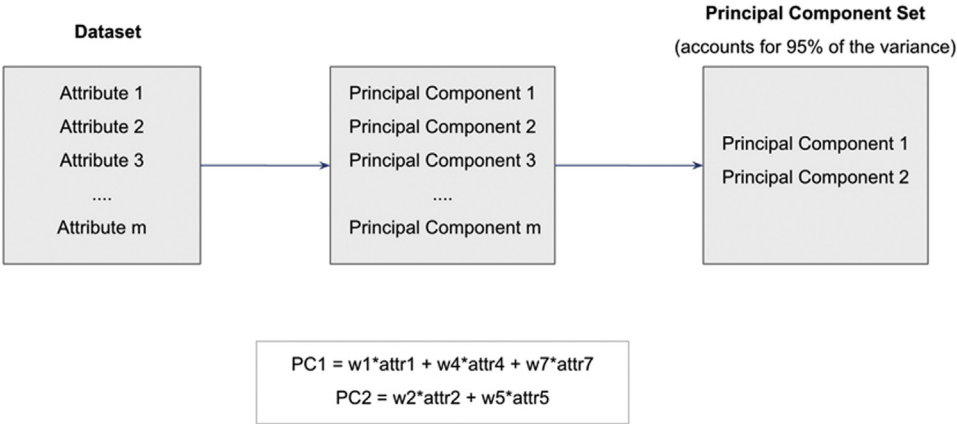 Dataset
Attribute 1
Attribute 2
Attribute 3
....
Attribute m
Principal Component 1
Principal Component 2
Principal Component 3
....
Principal Component m
Principal Component Set
(accounts for 95% of the variance)
Principal Component 1
Principal Component 2
PC1 = w1*attr1 + w4*attr4 + w7*attr7
PC2 = w2*attr2 + w5*attr5